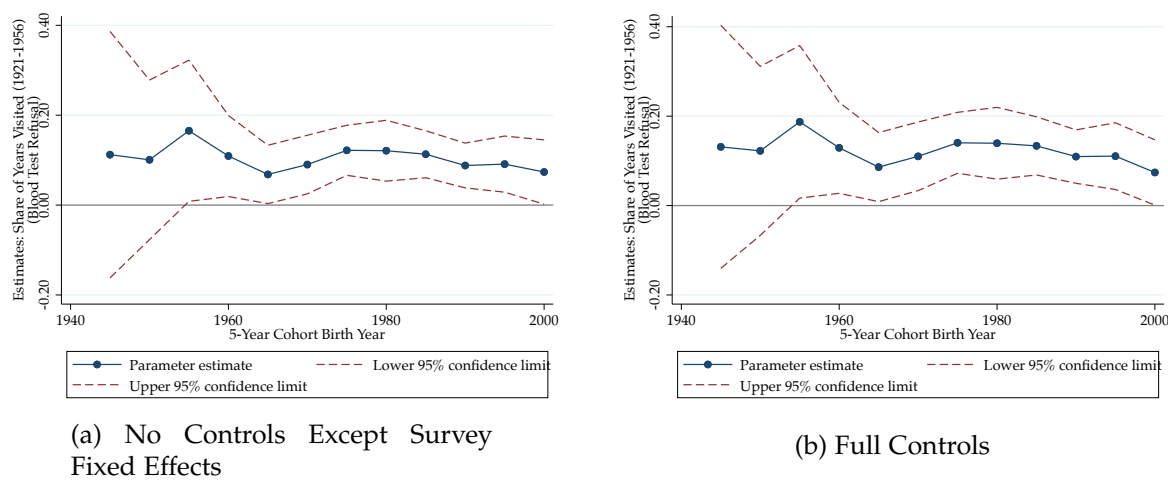 Estimates: Share of Years Visited (1921-1956)
(Blood Test Refusal)
0.40
0.20
0.00
-0.20
1940
1960
1980
2000
5-Year Cohort Birth Year
Parameter estimate
Lower 95% confidence limit
Upper 95% confidence limit
(a) No Controls Except Survey
Fixed Effects
Estimates: Share of Years Visited (1921-1956)
(Blood Test Refusal)
0.40
0.20
0.00
-0.20
1940
1960
1980
2000
5-Year Cohort Birth Year
Parameter estimate
Lower 95% confidence limit
Upper 95% confidence limit
(b) Full Controls